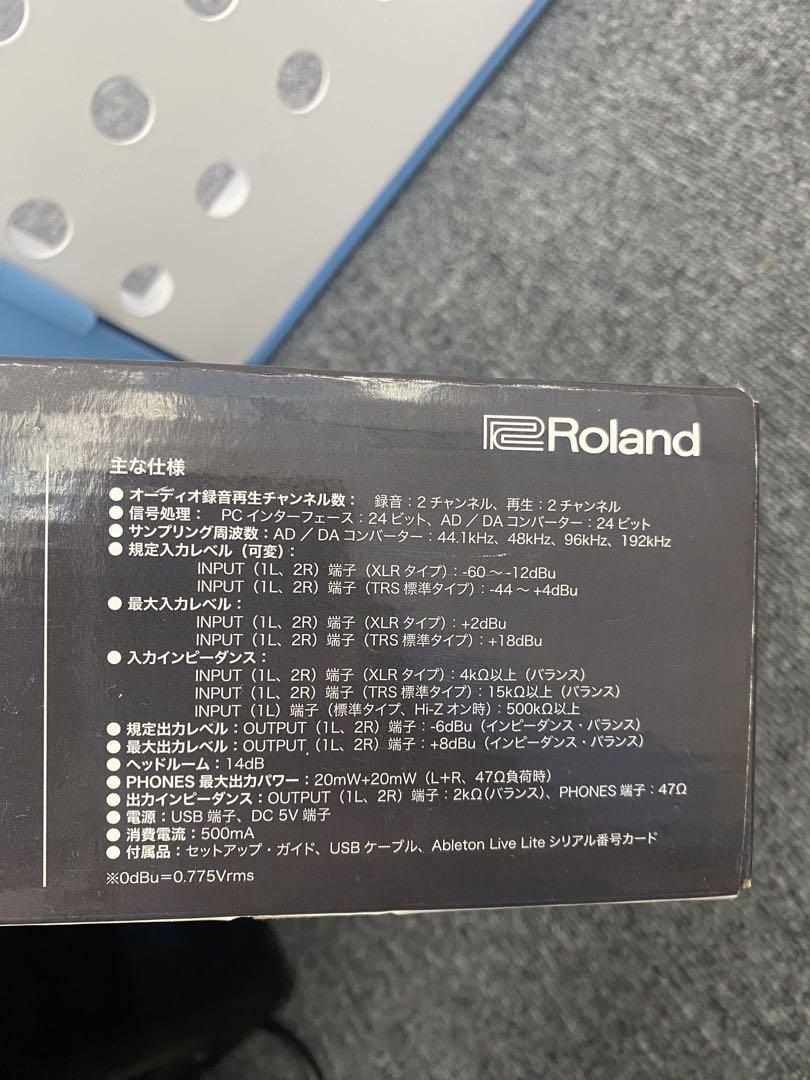 Roland
主な仕様
● オーディオ録音再生チャンネル数： 録音：2 チャンネル、再生：2 チャンネル
● 信号処理： PC インターフェース：24 ビット、AD ／ DA コンバーター：24 ビット
● サンプリング周波数：AD ／ DA コンバーター：44.1kHz、48kHz、96kHz、192kHz
● 規定入力レベル（可変）：
INPUT（1L、2R）端子（XLR タイプ）：-60 ～ -12dBu
INPUT（1L、2R）端子（TRS 標準タイプ）：-44 ～ +4dBu
● 最大入力レベル：
INPUT（1L、2R）端子（XLR タイプ）：+2dBu
INPUT（1L、2R）端子（TRS 標準タイプ）：+18dBu
● 入力インピーダンス：
INPUT（1L、2R）端子（XLR タイプ）：4kΩ以上（バランス）
INPUT（1L、2R）端子（TRS 標準タイプ）：15kΩ以上（バランス）
INPUT（1L）端子（標準タイプ、Hi-Z オン時）：500kΩ以上
● 規定出力レベル：OUTPUT（1L、2R）端子：-6dBu（インピーダンス・バランス）
● 最大出力レベル：OUTPUT（1L、2R）端子：+8dBu（インピーダンス・バランス）
● ヘッドルーム：14dB
● PHONES 最大出力パワー：20mW+20mW（L+R、47Ω負荷時）
● 出力インピーダンス：OUTPUT（1L、2R）端子：2kΩ（バランス）、PHONES 端子：47Ω
● 電源：USB 端子、DC 5V 端子
● 消費電流：500mA
● 付属品：セットアップ・ガイド、USB ケーブル、Ableton Live Lite シリアル番号カード
※0dBu＝0.775Vrms